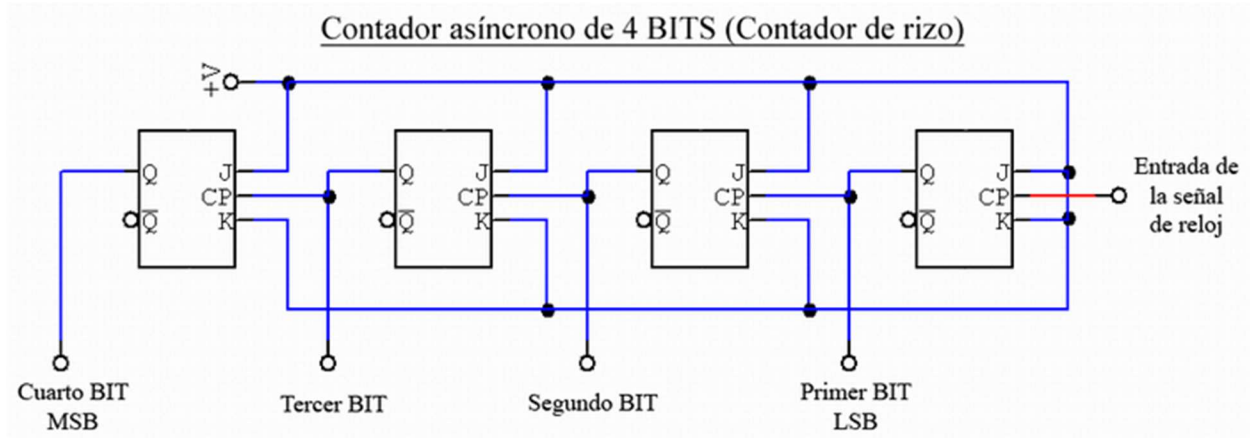 Contador asíncrono de 4 BITS (Contador de rizo)
+V
Q
J
CP
Q
K
Q
J
CP
Q
K
Q
J
CP
Q
K
Q
J
CP
Q
K
Entrada de
la señal
de reloj
Cuarto BIT
MSB
Tercer BIT
Segundo BIT
Primer BIT
LSB